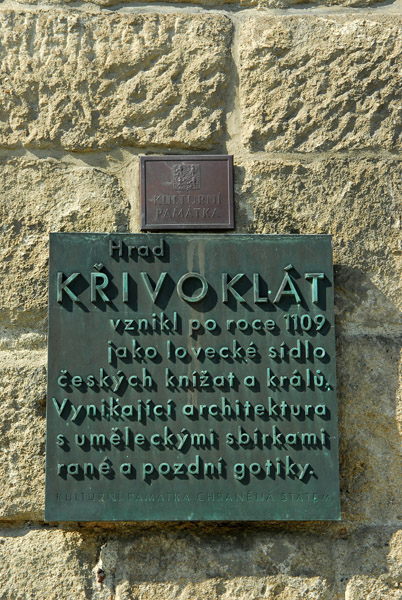 KULTURNÍ
PAMÁTKA
Hrad
KŘIVOKLÁT
vznikl po roce 1109
jako lovecké sídlo
českých knížat a králů.
Vynikající architektura
s uměleckými sbírkami
rané a pozdní gotiky.
KULTURNÍ PAMÁTKA CHRÁNĚNÁ STÁTEM